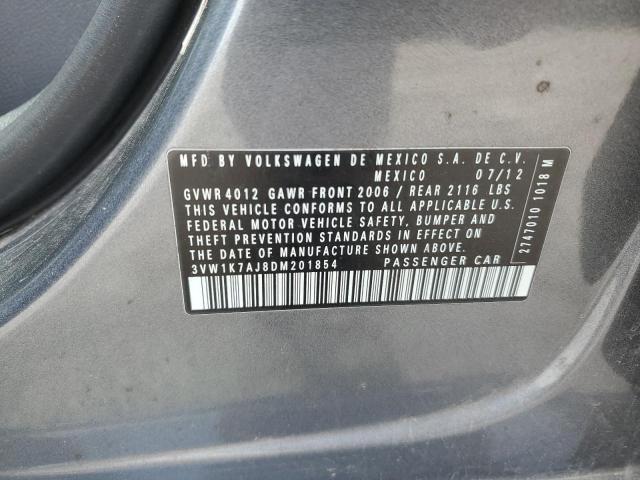 MFD BY VOLKSWAGEN DE MEXICO S.A. DE C.V.
MEXICO 07/12
GVWR 4012 GAWR FRONT 2006 / REAR 2116 LBS
THIS VEHICLE CONFORMS TO ALL APPLICABLE U.S.
FEDERAL MOTOR VEHICLE SAFETY, BUMPER AND
THEFT PREVENTION STANDARDS IN EFFECT ON THE
DATE OF MANUFACTURE SHOWN ABOVE.
3VW1K7AJ8DM201854 PASSENGER CAR
2747010 1018 M